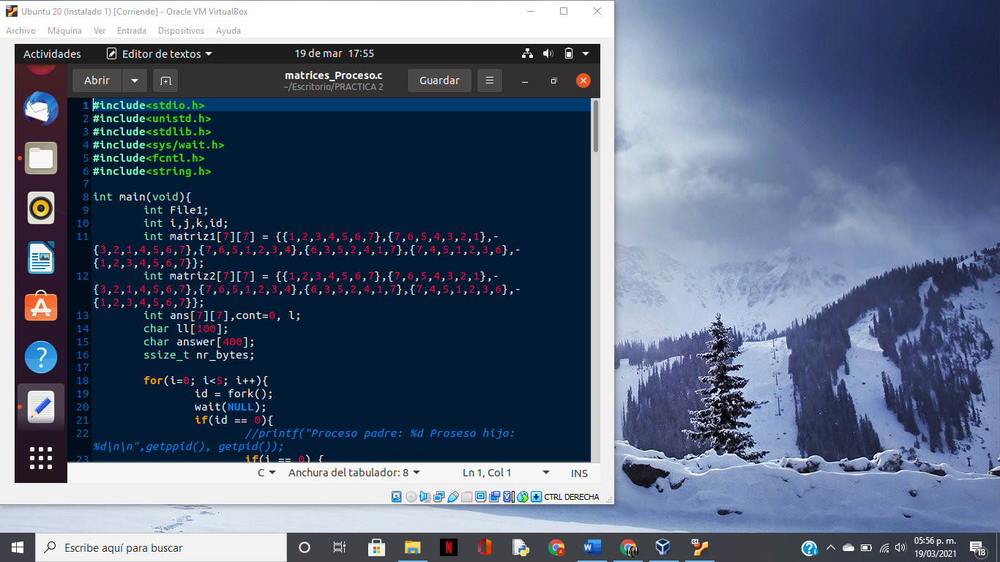 Ubuntu 20 (Instalado 1) [Corriendo] - Oracle VM VirtualBox
Archivo Máquina Ver Entrada Dispositivos Ayuda
Actividades Editor de textos 19 de mar 17:55
Abrir matrices_Proceso.c Guardar
~/Escritorio/PRACTICA 2
1 #include<stdio.h>
2 #include<unistd.h>
3 #include<stdlib.h>
4 #include<sys/wait.h>
5 #include<fcntl.h>
6 #include<string.h>
7
8 int main(void){
9 int File1;
10 int i,j,k,id;
11 int matriz1[7][7] = {{1,2,3,4,5,6,7},{7,6,5,4,3,2,1},-
{3,2,1,4,5,6,7},{7,6,5,1,2,3,4},{6,3,5,2,4,1,7},{7,4,5,1,2,3,6},-
{1,2,3,4,5,6,7}};
12 int matriz2[7][7] = {{1,2,3,4,5,6,7},{7,6,5,4,3,2,1},-
{3,2,1,4,5,6,7},{7,6,5,1,2,3,4},{6,3,5,2,4,1,7},{7,4,5,1,2,3,6},-
{1,2,3,4,5,6,7}};
13 int ans[7][7],cont=0, l;
14 char ll[100];
15 char answer[400];
16 ssize_t nr_bytes;
17
18 for(i=0; i<5; i++){
19 id = fork();
20 wait(NULL);
21 if(id == 0){
22 //printf("Proceso padre: %d Proseso hijo:
%d\n\n",getppid(), getpid());
23 if(i == 0) {
C Anchura del tabulador: 8 Ln 1, Col 1 INS
CTRL DERECHA
Escribe aquí para buscar
05:56 p. m.
19/03/2021
18